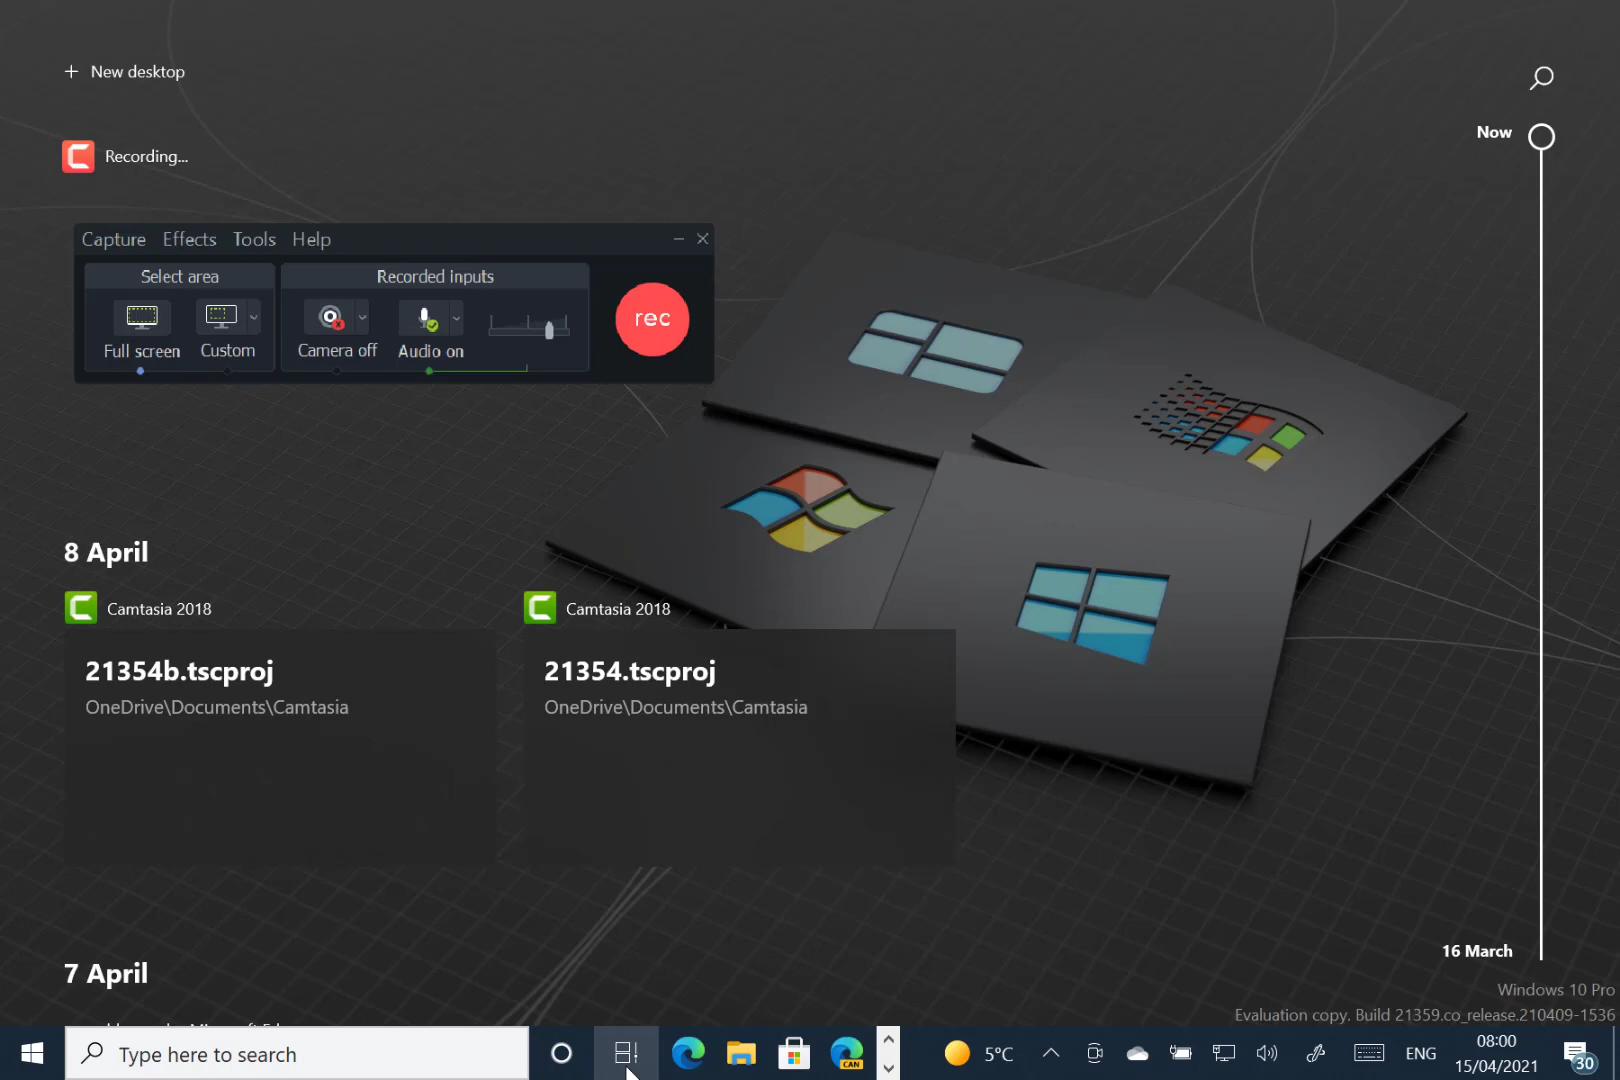 New desktop
Now
Recording...
Capture Effects Tools Help
Select area
Recorded inputs
Full screen
Custom
Camera off
Audio on
rec
8 April
Camtasia 2018
21354b.tscproj
OneDrive\Documents\Camtasia
Camtasia 2018
21354.tscproj
OneDrive\Documents\Camtasia
16 March
7 April
Windows 10 Pro
Evaluation copy. Build 21359.co_release.210409-1536
Type here to search
CAN
5°C
ENG
08:00
15/04/2021
30